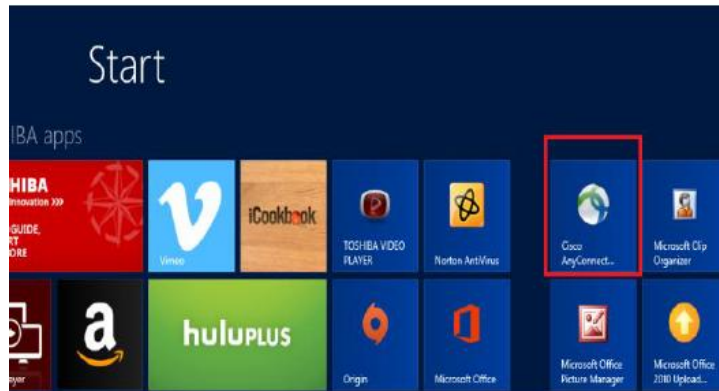 Start
IBA apps
HIBA
Innovation >>>
GUIDE,
RT
ORE
Vimeo
iCookbook
TOSHIBA VIDEO
PLAYER
Norton AntiVirus
Cisco
AnyConnect...
Microsoft Clip
Organizer
ayer
a
huluPLUS
Origin
Microsoft Office
Microsoft Office
Picture Manager
Microsoft Office
2010 Upload...